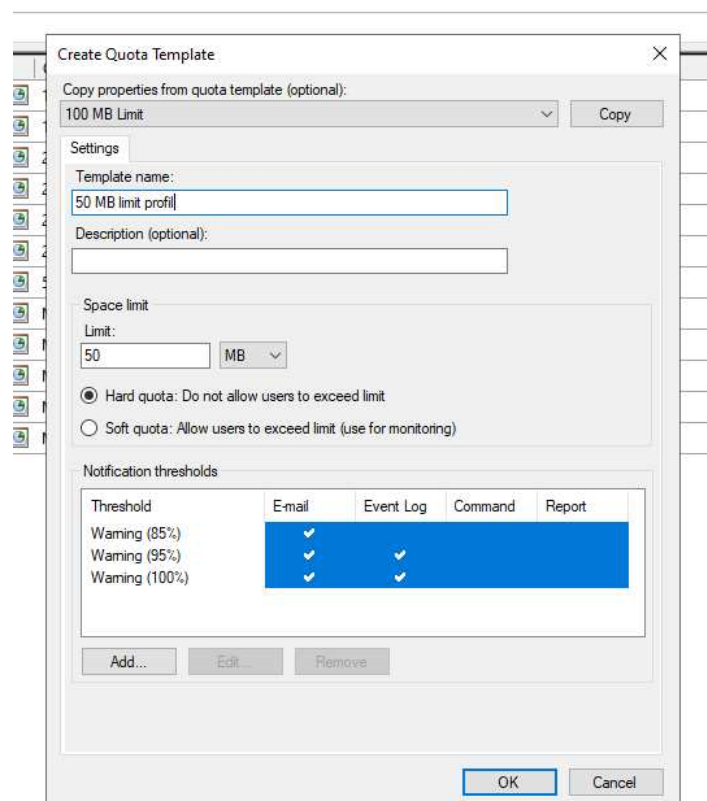 Create Quota Template
Copy properties from quota template (optional):
100 MB Limit
Copy
Settings
Template name:
50 MB limit profil
Description (optional):
Space limit
Limit:
50 MB
Hard quota: Do not allow users to exceed limit
Soft quota: Allow users to exceed limit (use for monitoring)
Notification thresholds
Threshold E-mail Event Log Command Report
Warning (85%)
Warning (95%)
Warning (100%)
Add... Edit... Remove
OK Cancel